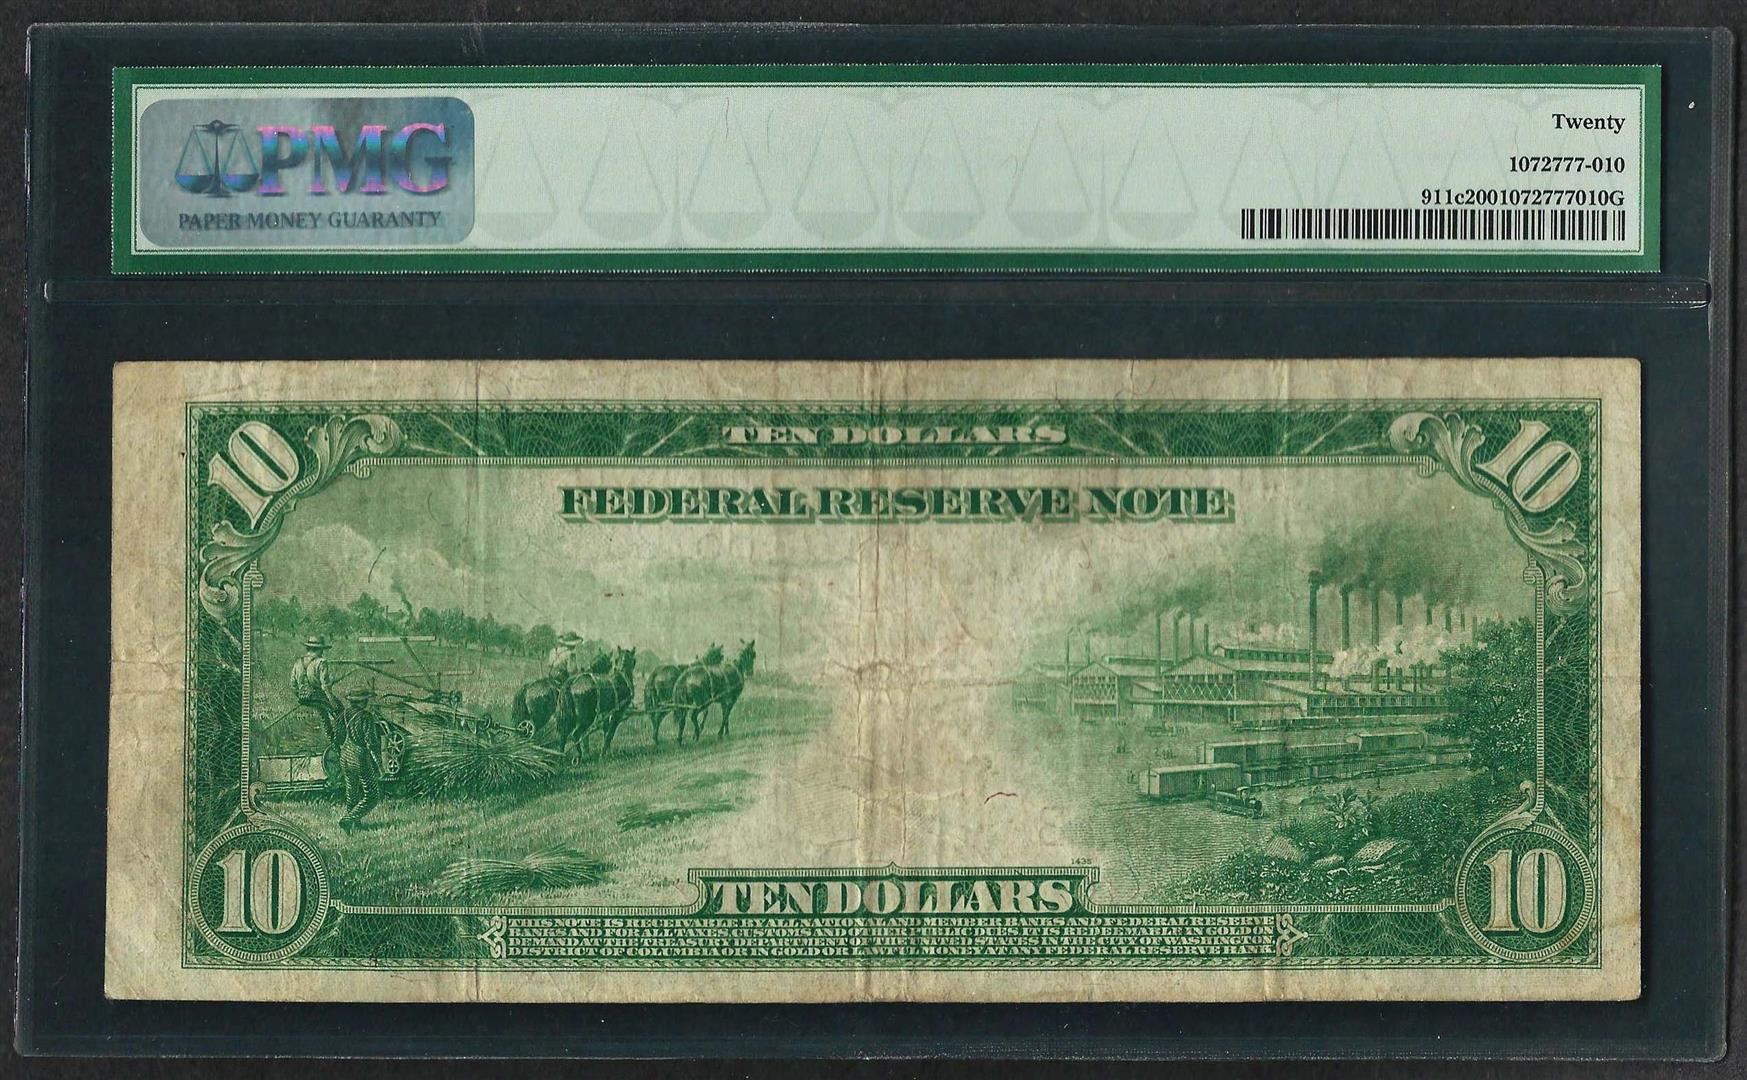 PMG
PAPER MONEY GUARANTY
Twenty
1072777-010
911c2001072777010G
10
TEN DOLLARS
10
FEDERAL RESERVE NOTE
1435
10
TEN DOLLARS
10
THIS NOTE IS RECEIVABLE BY ALL NATIONAL AND MEMBER BANKS AND FEDERAL RESERVE
BANKS AND FOR ALL TAXES, CUSTOMS AND OTHER PUBLIC DUES. IT IS REDEEMABLE IN GOLD ON
DEMAND AT THE TREASURY DEPARTMENT OF THE UNITED STATES IN THE CITY OF WASHINGTON,
DISTRICT OF COLUMBIA OR IN GOLD OR LAWFUL MONEY AT ANY FEDERAL RESERVE BANK.